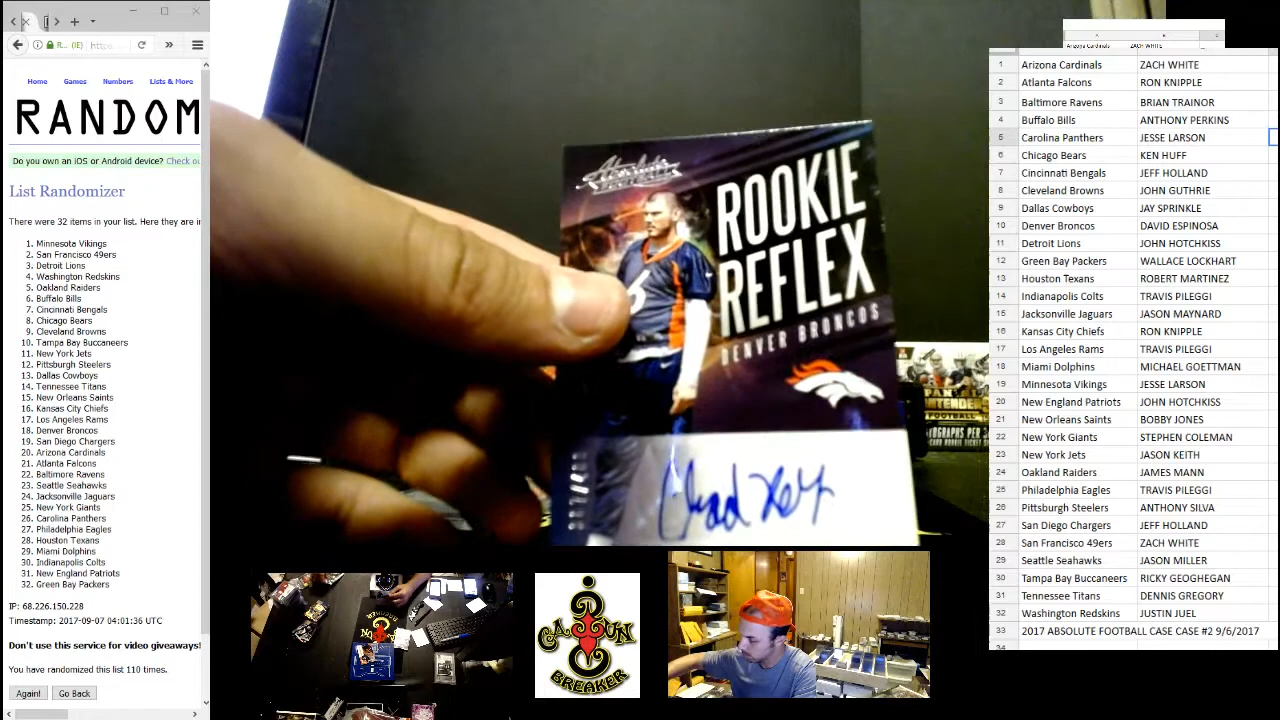 R... (IE)
https:
Home Games Numbers Lists & More
RANDOM
Do you own an iOS or Android device? Check ou
List Randomizer
There were 32 items in your list. Here they are i
1. Minnesota Vikings
2. San Francisco 49ers
3. Detroit Lions
4. Washington Redskins
5. Oakland Raiders
6. Buffalo Bills
7. Cincinnati Bengals
8. Chicago Bears
9. Cleveland Browns
10. Tampa Bay Buccaneers
11. New York Jets
12. Pittsburgh Steelers
13. Dallas Cowboys
14. Tennessee Titans
15. New Orleans Saints
16. Kansas City Chiefs
17. Los Angeles Rams
18. Denver Broncos
19. San Diego Chargers
20. Arizona Cardinals
21. Atlanta Falcons
22. Baltimore Ravens
23. Seattle Seahawks
24. Jacksonville Jaguars
25. New York Giants
26. Carolina Panthers
27. Philadelphia Eagles
28. Houston Texans
29. Miami Dolphins
30. Indianapolis Colts
31. New England Patriots
32. Green Bay Packers
IP: 68.226.150.228
Timestamp: 2017-09-07 04:01:36 UTC
Don't use this service for video giveaways!
You have randomized this list 110 times.
Again! Go Back
Absolute
FOOTBALL
ROOKIE
REFLEX
DENVER BRONCOS
6
Chad Kelly
CAJUN
BREAKER
Arizona Cardinals ZACH WHITE
1 Arizona Cardinals ZACH WHITE
2 Atlanta Falcons RON KNIPPLE
3 Baltimore Ravens BRIAN TRAINOR
4 Buffalo Bills ANTHONY PERKINS
5 Carolina Panthers JESSE LARSON
6 Chicago Bears KEN HUFF
7 Cincinnati Bengals JEFF HOLLAND
8 Cleveland Browns JOHN GUTHRIE
9 Dallas Cowboys JAY SPRINKLE
10 Denver Broncos DAVID ESPINOSA
11 Detroit Lions JOHN HOTCHKISS
12 Green Bay Packers WALLACE LOCKHART
13 Houston Texans ROBERT MARTINEZ
14 Indianapolis Colts TRAVIS PILEGGI
15 Jacksonville Jaguars JASON MAYNARD
16 Kansas City Chiefs RON KNIPPLE
17 Los Angeles Rams TRAVIS PILEGGI
18 Miami Dolphins MICHAEL GOETTMAN
19 Minnesota Vikings JESSE LARSON
20 New England Patriots JOHN HOTCHKISS
21 New Orleans Saints BOBBY JONES
22 New York Giants STEPHEN COLEMAN
23 New York Jets JASON KEITH
24 Oakland Raiders JAMES MANN
25 Philadelphia Eagles TRAVIS PILEGGI
26 Pittsburgh Steelers ANTHONY SILVA
27 San Diego Chargers JEFF HOLLAND
28 San Francisco 49ers ZACH WHITE
29 Seattle Seahawks JASON MILLER
30 Tampa Bay Buccaneers RICKY GEOGHEGAN
31 Tennessee Titans DENNIS GREGORY
32 Washington Redskins JUSTIN JUEL
33 2017 ABSOLUTE FOOTBALL CASE CASE #2 9/6/2017
34